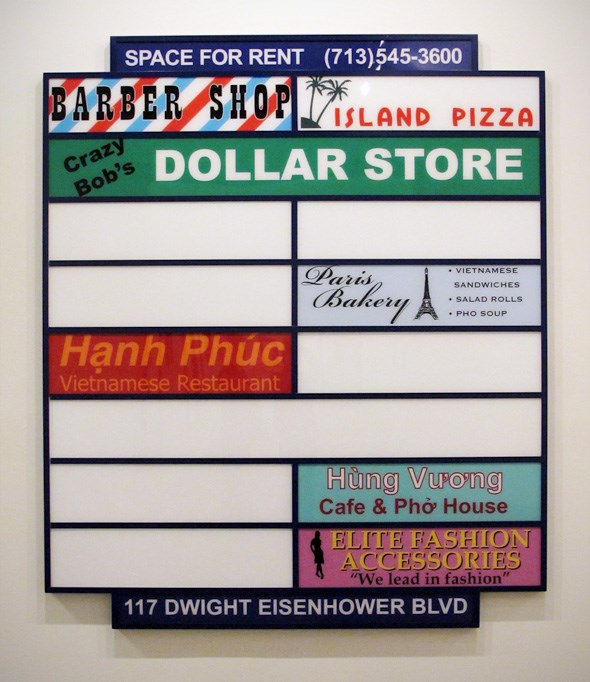 SPACE FOR RENT (713)545-3600
BARBER SHOP
ISLAND PIZZA
Crazy
Bob's
DOLLAR STORE
Paris
Bakery
• VIETNAMESE
SANDWICHES
• SALAD ROLLS
• PHO SOUP
Hạnh Phúc
Vietnamese Restaurant
Hùng Vương
Cafe & Phở House
ELITE FASHION
ACCESSORIES
"We lead in fashion"
117 DWIGHT EISENHOWER BLVD